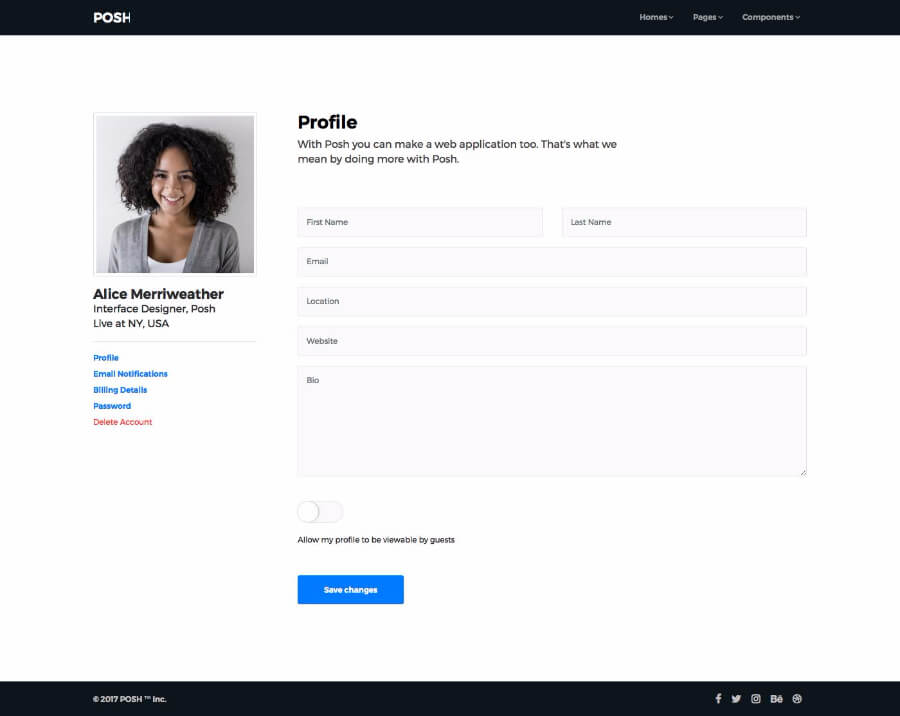 POSH
Homes
Pages
Components
Profile
With Posh you can make a web application too. That's what we
mean by doing more with Posh.
First Name
Last Name
Email
Location
Website
Bio
Allow my profile to be viewable by guests
Save changes
Alice Merriweather
Interface Designer, Posh
Live at NY, USA
Profile
Email Notifications
Billing Details
Password
Delete Account
© 2017 POSH ™ Inc.
Bē